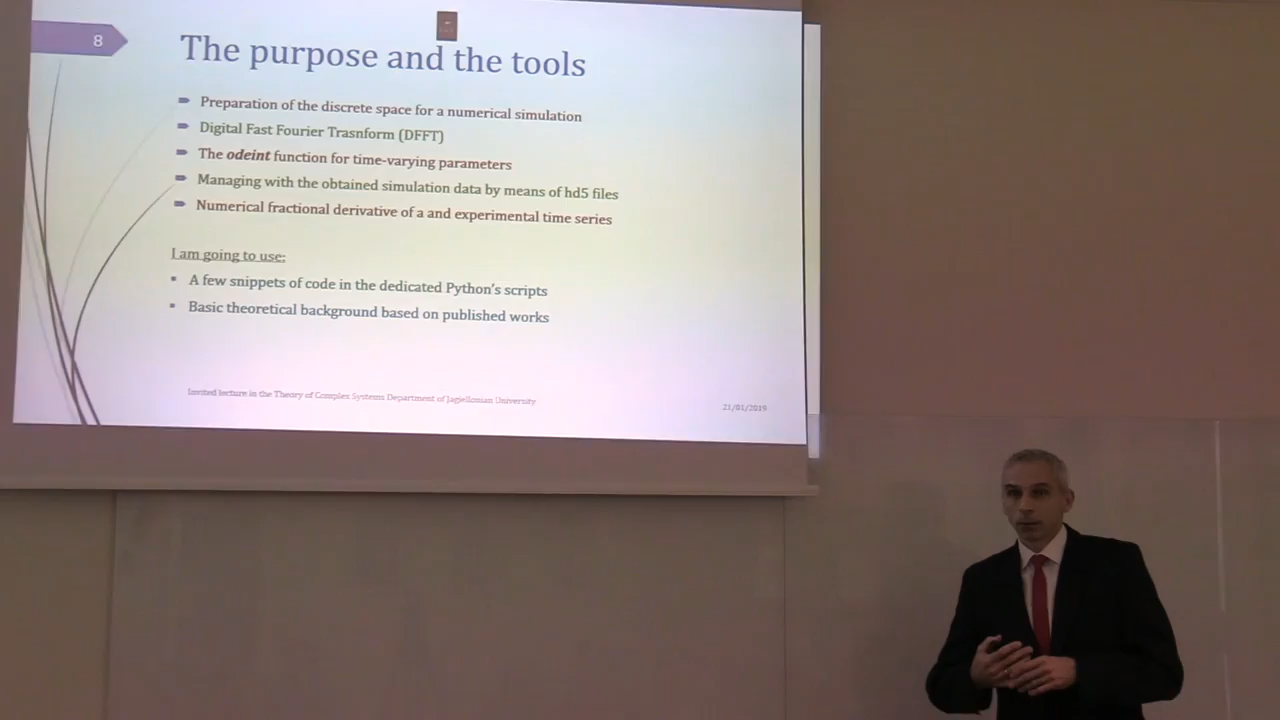 8
The purpose and the tools
Preparation of the discrete space for a numerical simulation
Digital Fast Fourier Trasnform (DFFT)
The odeint function for time-varying parameters
Managing with the obtained simulation data by means of hd5 files
Numerical fractional derivative of a and experimental time series
I am going to use:
A few snippets of code in the dedicated Python's scripts
Basic theoretical background based on published works
Invited lecture in the Theory of Complex Systems Department of Jagiellonian University
21/01/2019